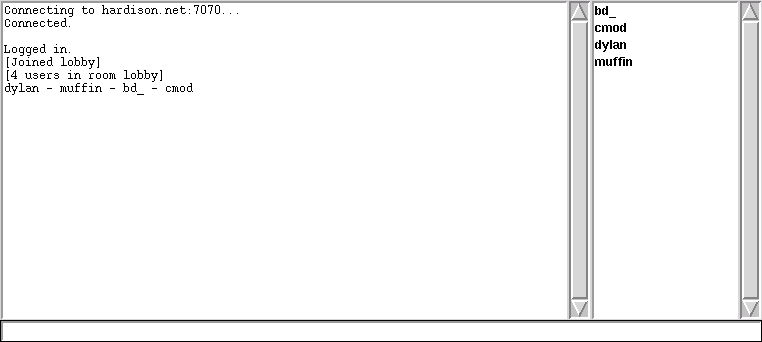 Connecting to hardison.net:7070...
Connected.
Logged in.
[Joined lobby]
[4 users in room lobby]
dylan - muffin - bd_ - cmod
bd_
cmod
dylan
muffin